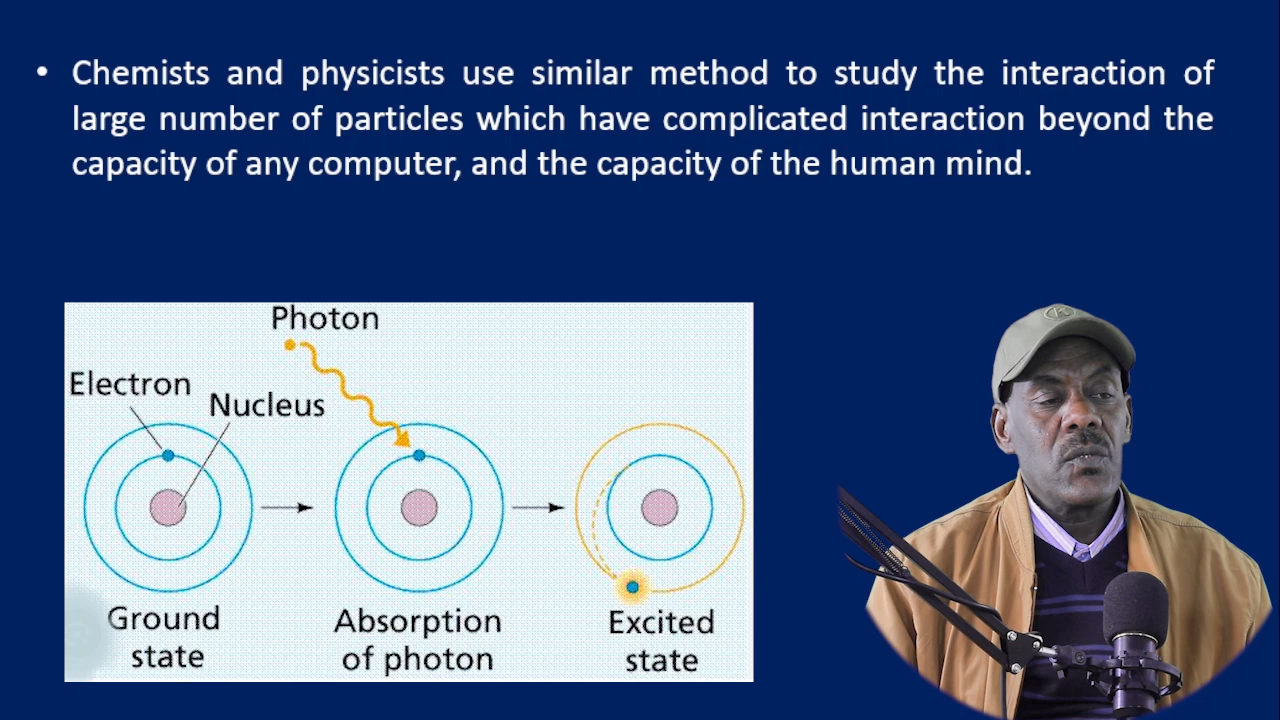 • Chemists and physicists use similar method to study the interaction of
large number of particles which have complicated interaction beyond the
capacity of any computer, and the capacity of the human mind.
Photon
Electron
Nucleus
Ground
state
Absorption
of photon
Excited
state